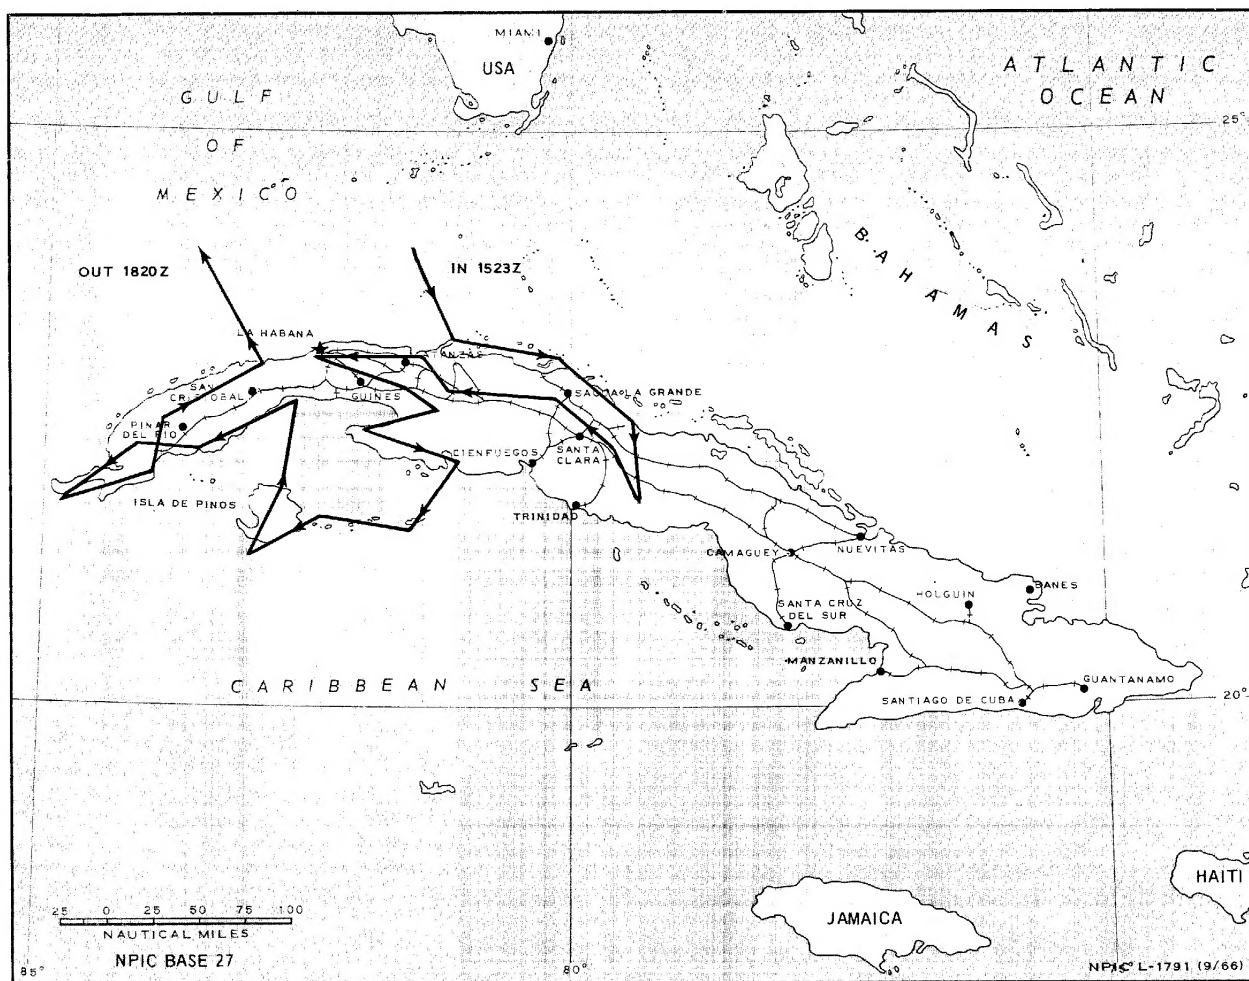 MIAMI
USA
ATLANTIC
OCEAN
GULF
OF
MEXICO
25°
BAHAMAS
OUT 1820Z
IN 1523Z
LA HABANA
SAN
CRISTOBAL
GUINES
SAGUA LA GRANDE
PINAR
DEL RIO
CIENFUEGOS
SANTA
CLARA
ISLA DE PINOS
TRINIDAD
CAMAGUEY
NUEVITAS
BANES
HOLGUIN
SANTA CRUZ
DEL SUR
MANZANILLO
GUANTANAMO
SANTIAGO DE CUBA
20°
CARIBBEAN SEA
HAITI
JAMAICA
25 0 25 50 75 100
NAUTICAL MILES
NPIC BASE 27
85°
80°
NPIC L-1791 (9/66)